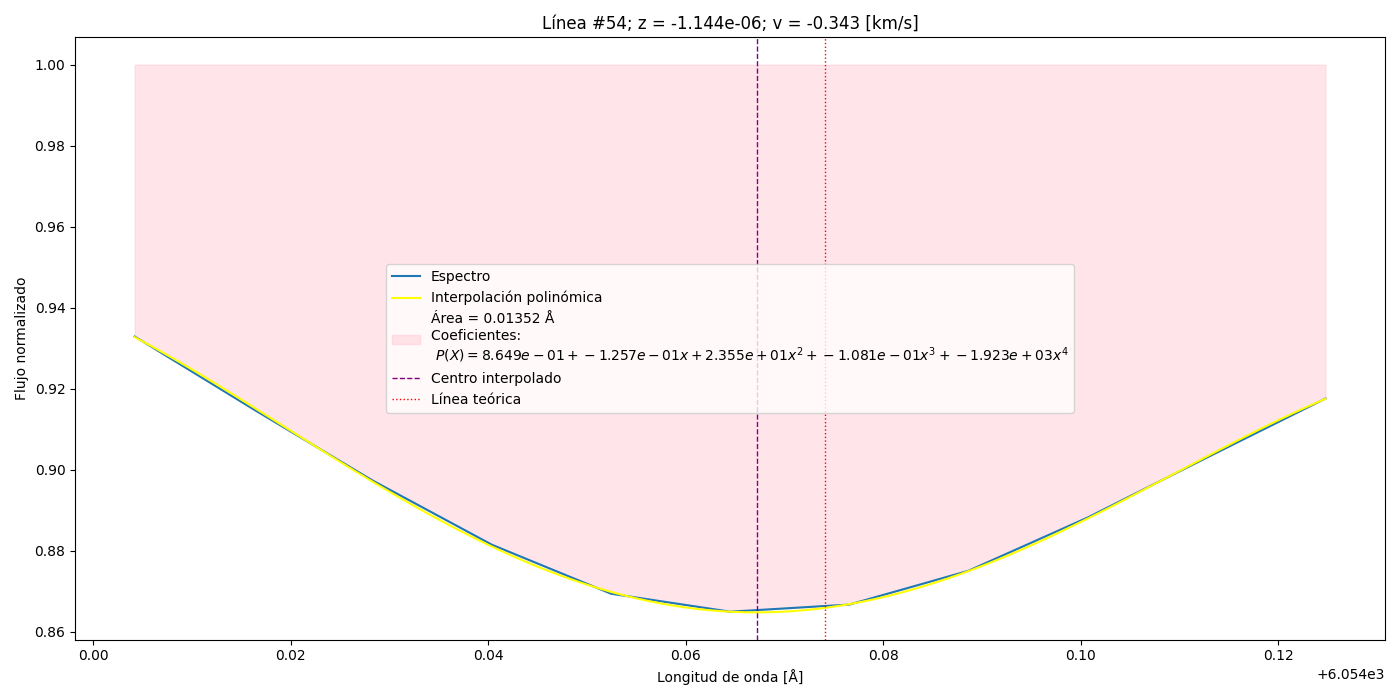 Línea #54; z = -1.144e-06; v = -0.343 [km/s]
Flujo normalizado
1.00
0.98
0.96
0.94
0.92
0.90
0.88
0.86
Espectro
Interpolación polinómica
Área = 0.01352 Å
Coeficientes:
P(X) = 8.649e − 01 + −1.257e − 01x + 2.355e + 01x² + −1.081e − 01x³ + −1.923e + 03x⁴
Centro interpolado
Línea teórica
0.00 0.02 0.04 0.06 0.08 0.10 0.12
+6.054e3
Longitud de onda [Å]